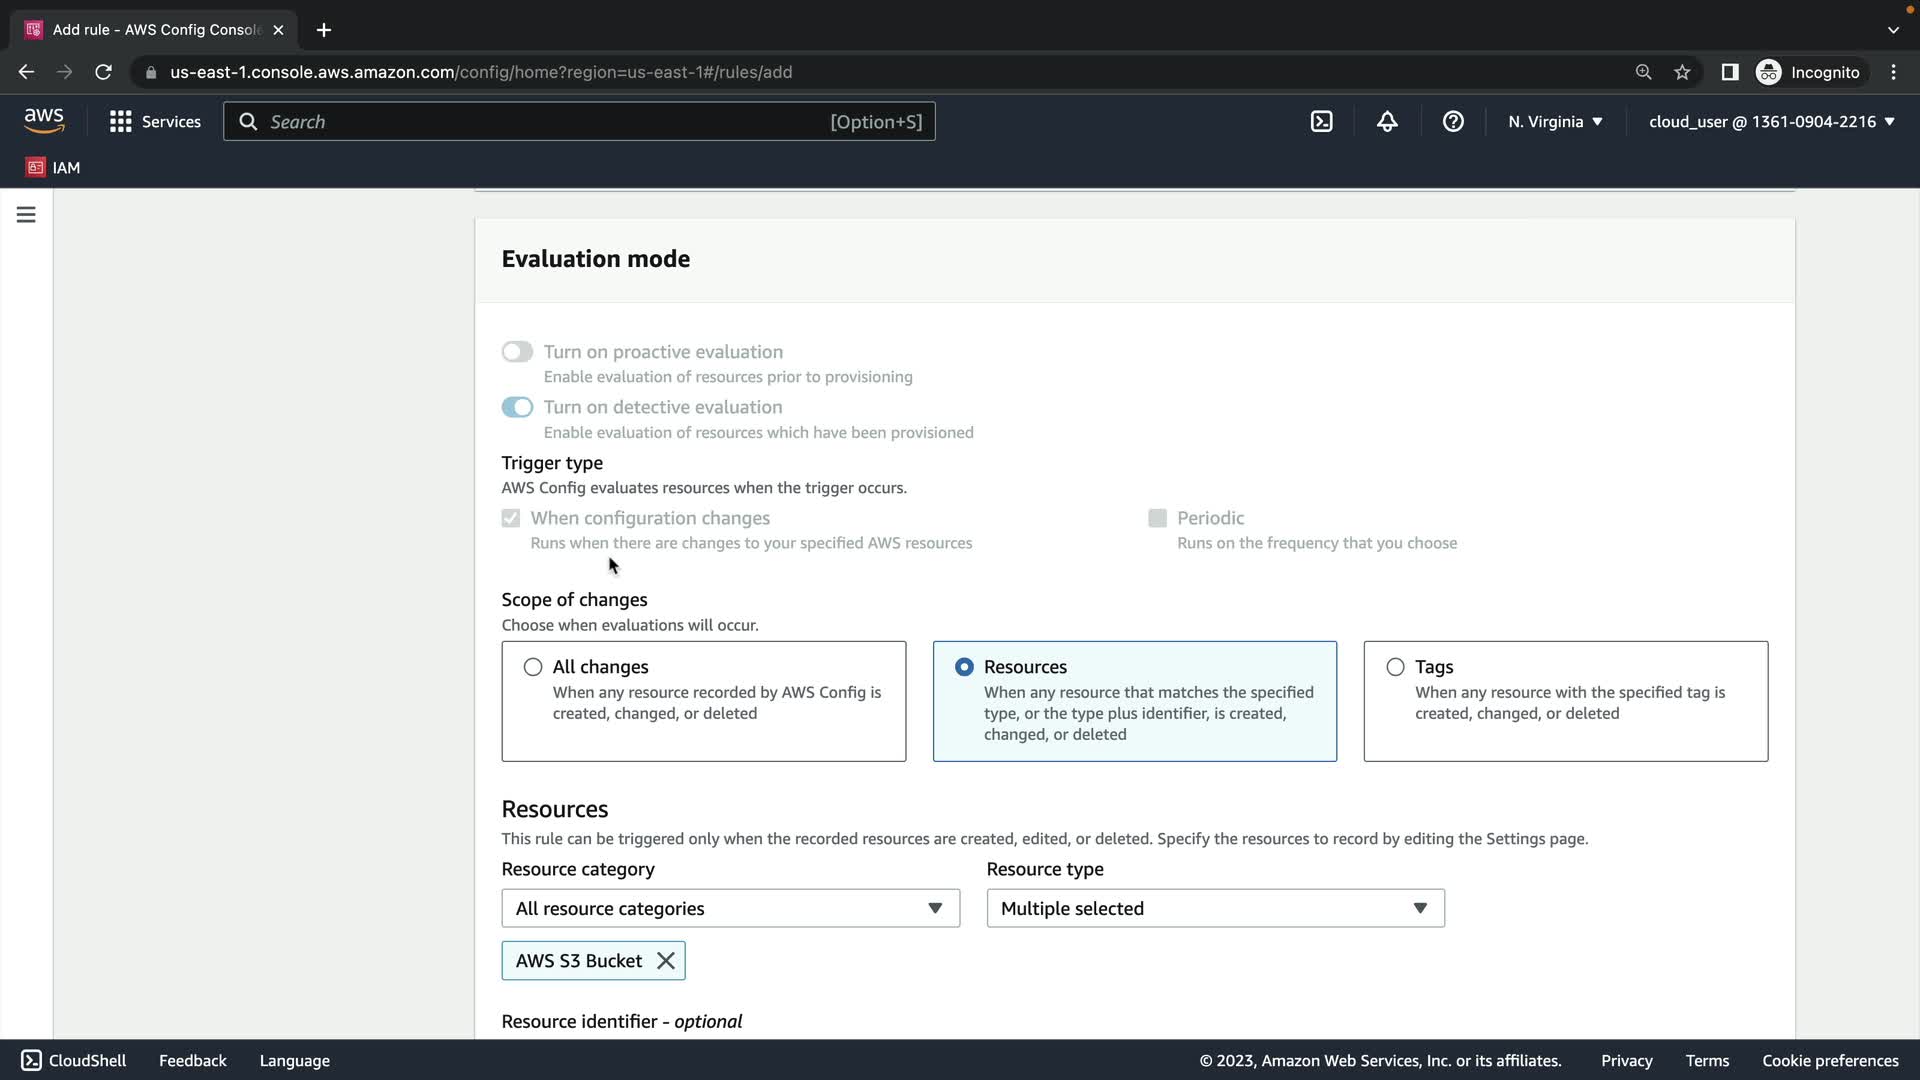 Add rule - AWS Config Console
us-east-1.console.aws.amazon.com/config/home?region=us-east-1#/rules/add
Incognito
aws
Services
Search
[Option+S]
N. Virginia
cloud_user @ 1361-0904-2216
IAM
Evaluation mode
Turn on proactive evaluation
Enable evaluation of resources prior to provisioning
Turn on detective evaluation
Enable evaluation of resources which have been provisioned
Trigger type
AWS Config evaluates resources when the trigger occurs.
When configuration changes
Runs when there are changes to your specified AWS resources
Periodic
Runs on the frequency that you choose
Scope of changes
Choose when evaluations will occur.
All changes
When any resource recorded by AWS Config is
created, changed, or deleted
Resources
When any resource that matches the specified
type, or the type plus identifier, is created,
changed, or deleted
Tags
When any resource with the specified tag is
created, changed, or deleted
Resources
This rule can be triggered only when the recorded resources are created, edited, or deleted. Specify the resources to record by editing the Settings page.
Resource category
All resource categories
Resource type
Multiple selected
AWS S3 Bucket
Resource identifier - optional
CloudShell
Feedback
Language
© 2023, Amazon Web Services, Inc. or its affiliates.
Privacy
Terms
Cookie preferences